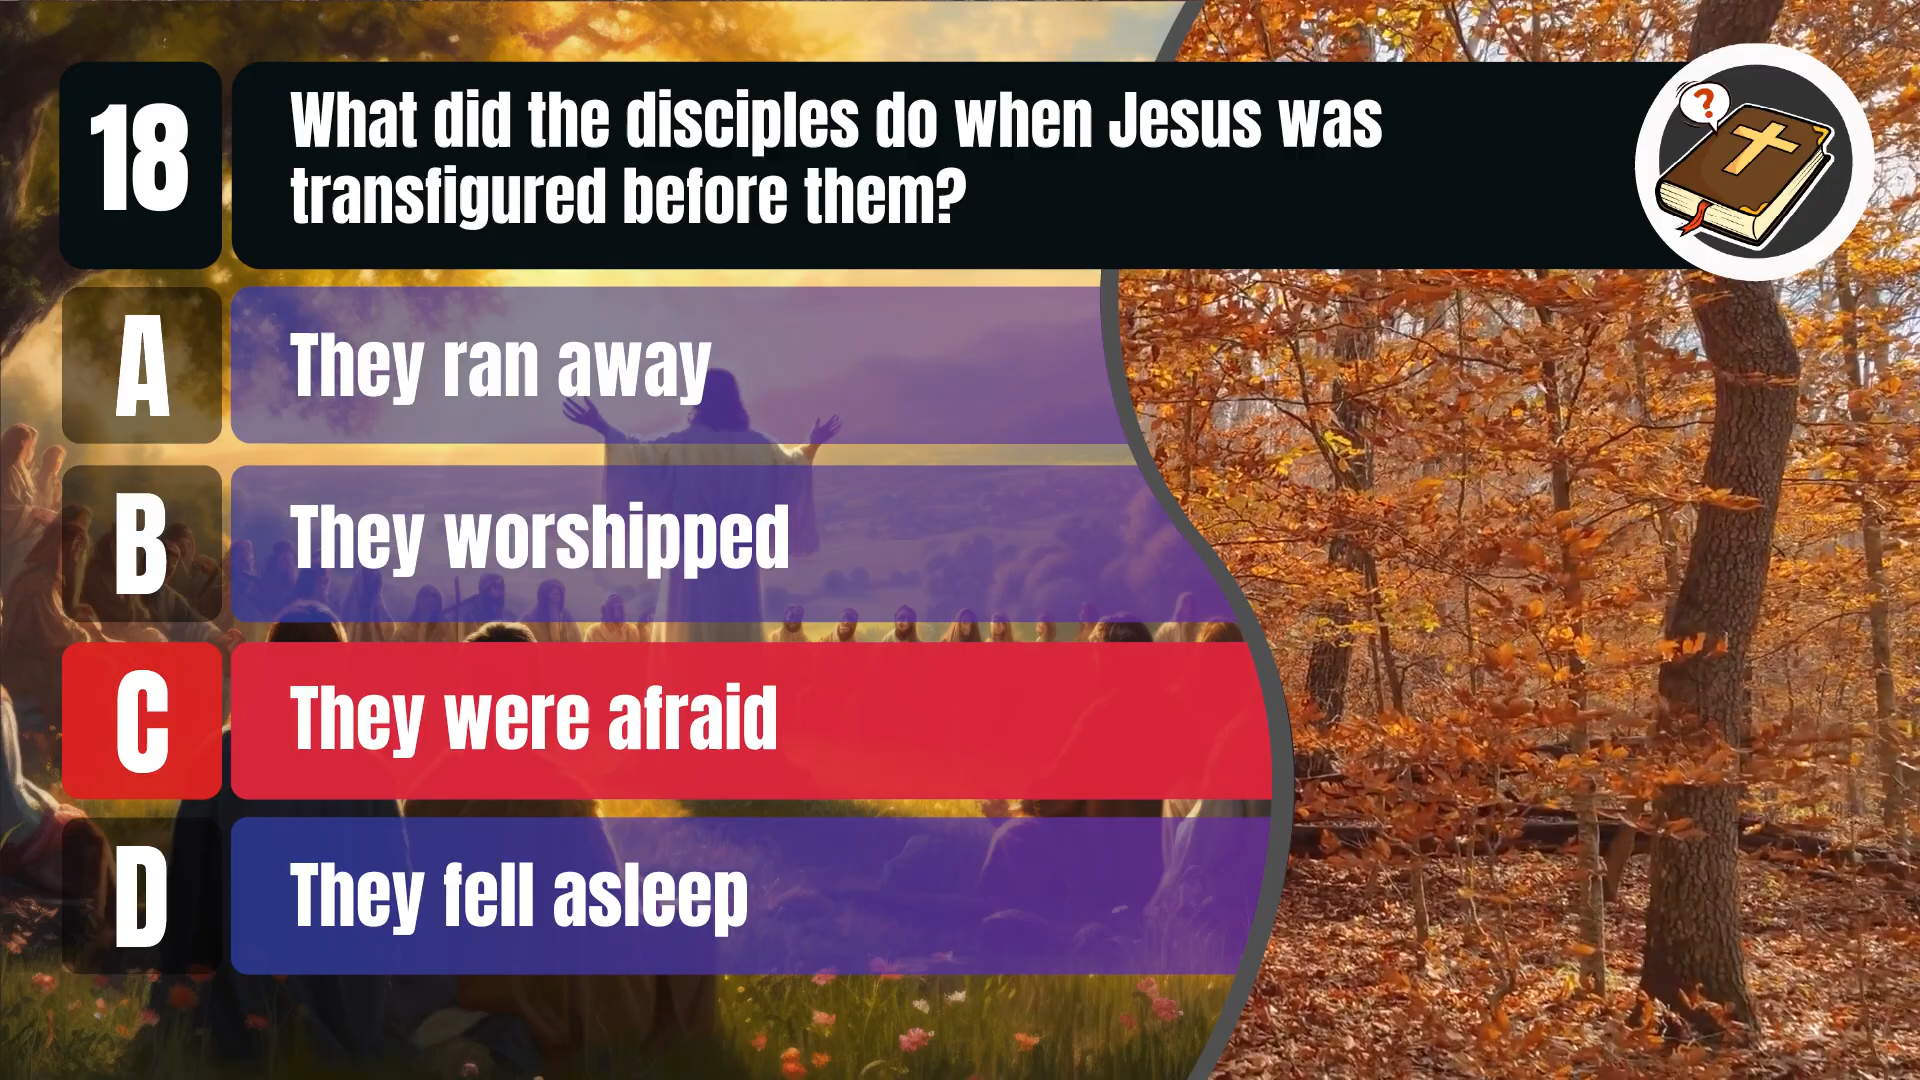 18
What did the disciples do when Jesus was
transfigured before them?
A
They ran away
B
They worshipped
C
They were afraid
D
They fell asleep
?